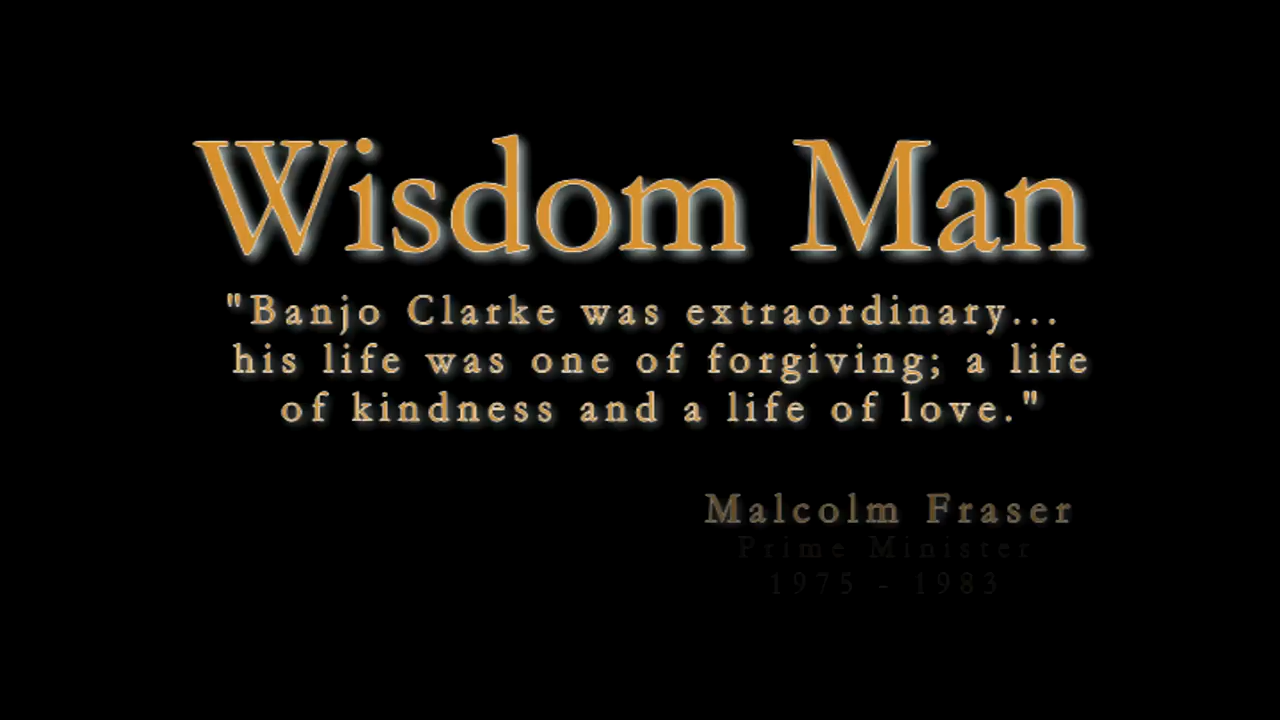 Wisdom Man
"Banjo Clarke was extraordinary...
his life was one of forgiving; a life
of kindness and a life of love."
Malcolm Fraser
Prime Minister
1975 - 1983